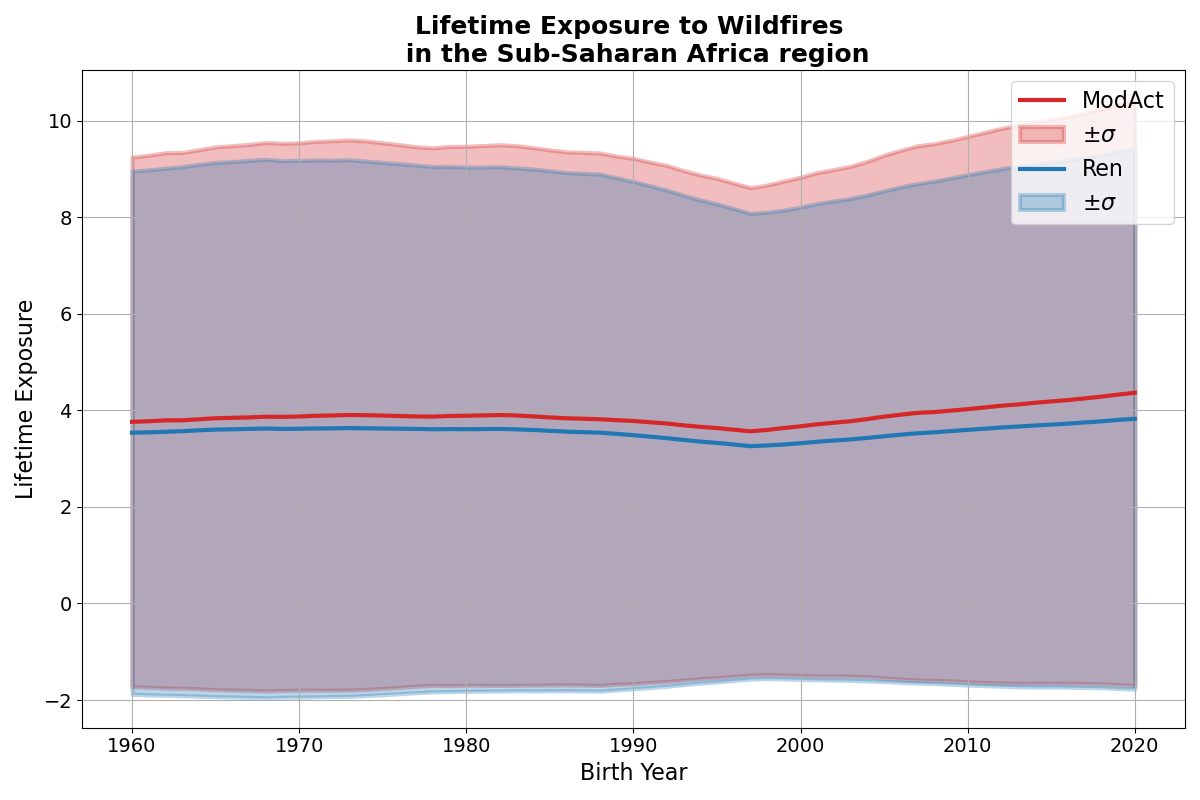 Lifetime Exposure to Wildfires
in the Sub-Saharan Africa region
Lifetime Exposure
10
8
6
4
2
0
−2
1960
1970
1980
1990
2000
2010
2020
Birth Year
ModAct
±σ
Ren
±σ